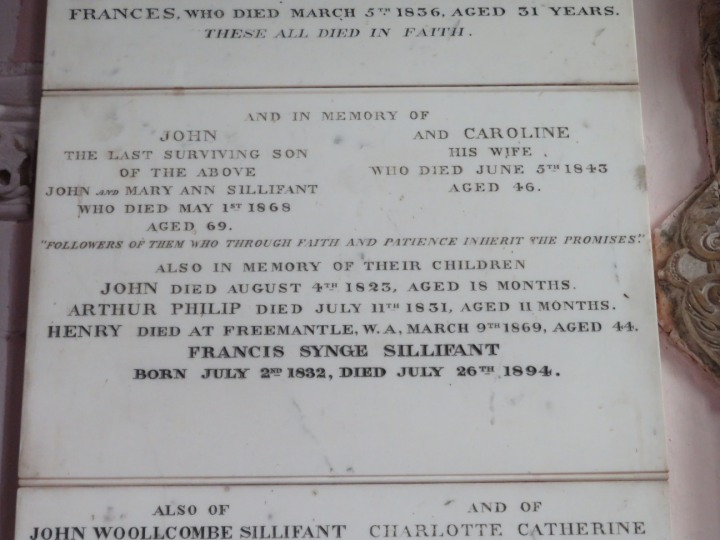 FRANCES, WHO DIED MARCH 5TH 1836, AGED 31 YEARS.
THESE ALL DIED IN FAITH.
AND IN MEMORY OF
JOHN
THE LAST SURVIVING SON
OF THE ABOVE
JOHN AND MARY ANN SILLIFANT
WHO DIED MAY 1ST 1868
AGED 69.
AND CAROLINE
HIS WIFE,
WHO DIED JUNE 5TH 1843
AGED 46.
"FOLLOWERS OF THEM WHO THROUGH FAITH AND PATIENCE INHERIT THE PROMISES."
ALSO IN MEMORY OF THEIR CHILDREN
JOHN DIED AUGUST 4TH 1823, AGED 18 MONTHS.
ARTHUR PHILIP DIED JULY 11TH 1831, AGED 11 MONTHS.
HENRY DIED AT FREEMANTLE, W.A, MARCH 9TH 1869, AGED 44.
FRANCIS SYNGE SILLIFANT
BORN JULY 2ND 1832, DIED JULY 26TH 1894.
ALSO OF
JOHN WOOLLCOMBE SILLIFANT
AND OF
CHARLOTTE CATHERINE